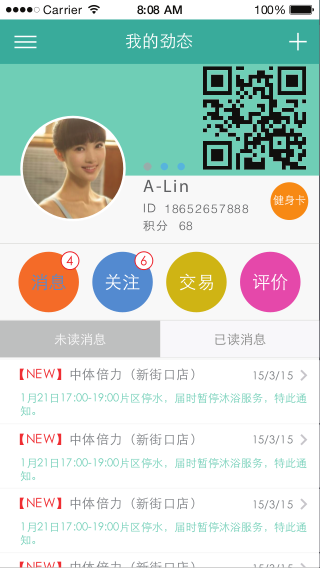 Carrier 8:08 AM 100%
我的劲态
A-Lin
ID 18652657888
健身卡
积分 68
4 6
消息 关注 交易 评价
未读消息 已读消息
【NEW】中体倍力（新街口店） 15/3/15
1月21日17:00-19:00片区停水，届时暂停沐浴服务，特此通
知。
【NEW】中体倍力（新街口店） 15/3/15
1月21日17:00-19:00片区停水，届时暂停沐浴服务，特此通
知。
【NEW】中体倍力（新街口店） 15/3/15
1月21日17:00-19:00片区停水，届时暂停沐浴服务，特此通
知。
【NEW】中体倍力（新街口店） 15/3/15